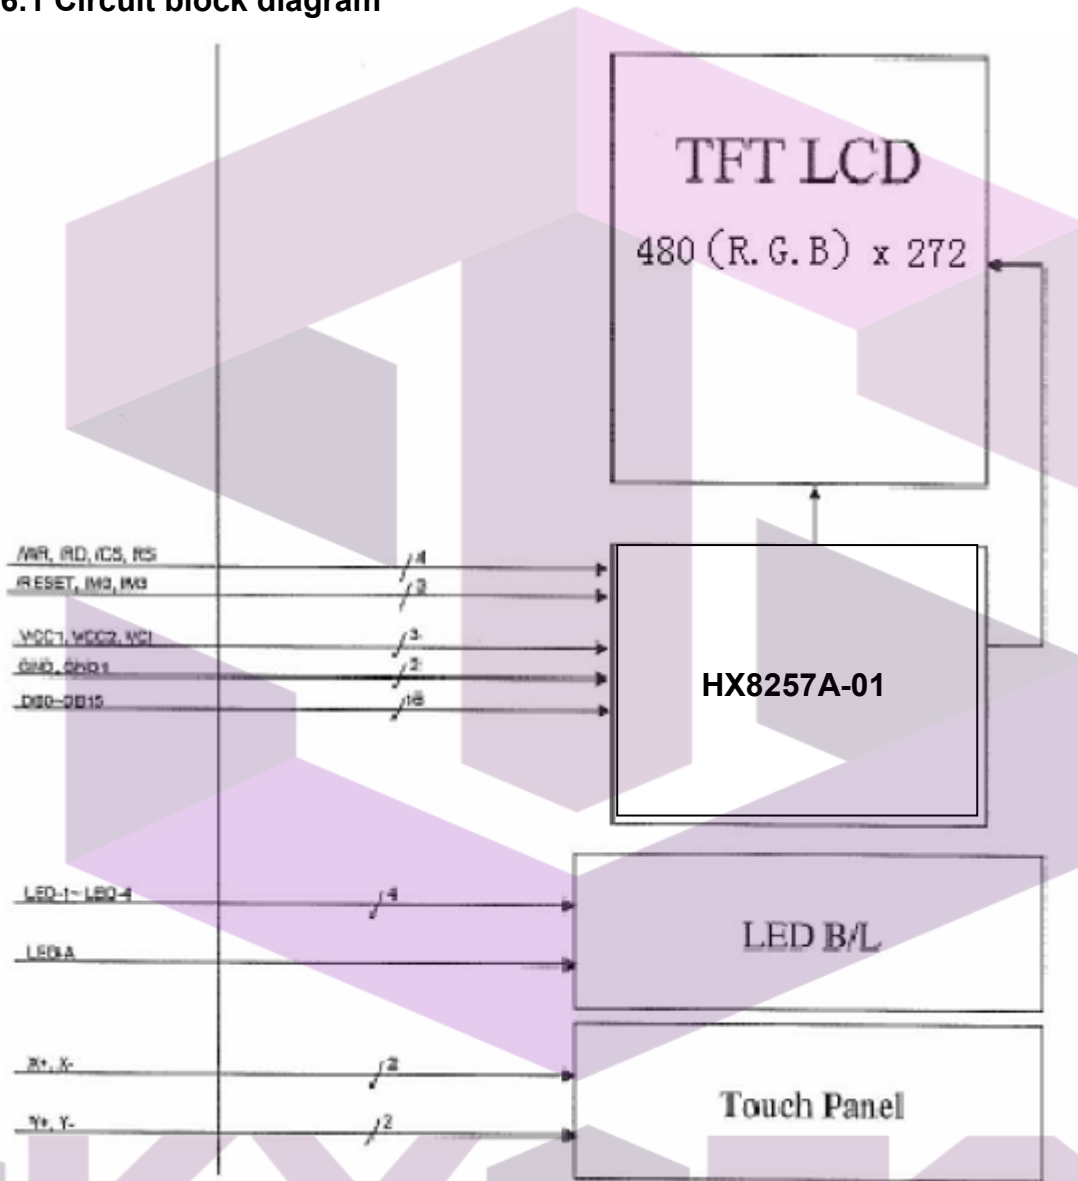 6.1 Circuit block diagram
TFT LCD
480 (R.G.B) x 272
/WR, /RD, /CS, RS
4
/RESET, IM0, IM3
3
VCC1, VCC2, VCI
3
GND, GND1
2
DB0~DB15
16
HX8257A-01
LED-1~LED-4
4
LED B/L
LED-A
X+, X-
2
Touch Panel
Y+, Y-
2